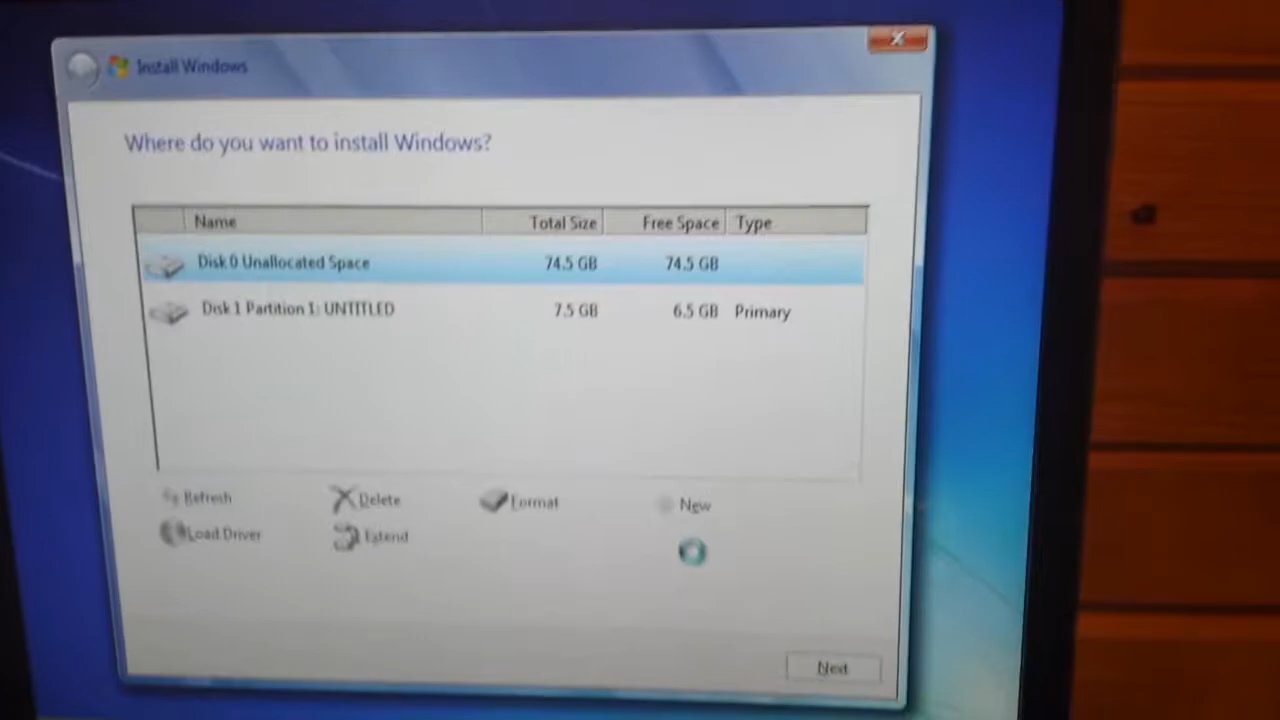 Install Windows
Where do you want to install Windows?
Name Total Size Free Space Type
Disk 0 Unallocated Space 74.5 GB 74.5 GB
Disk 1 Partition 1: UNTITLED 7.5 GB 6.5 GB Primary
Refresh Delete Format New
Load Driver Extend
Next